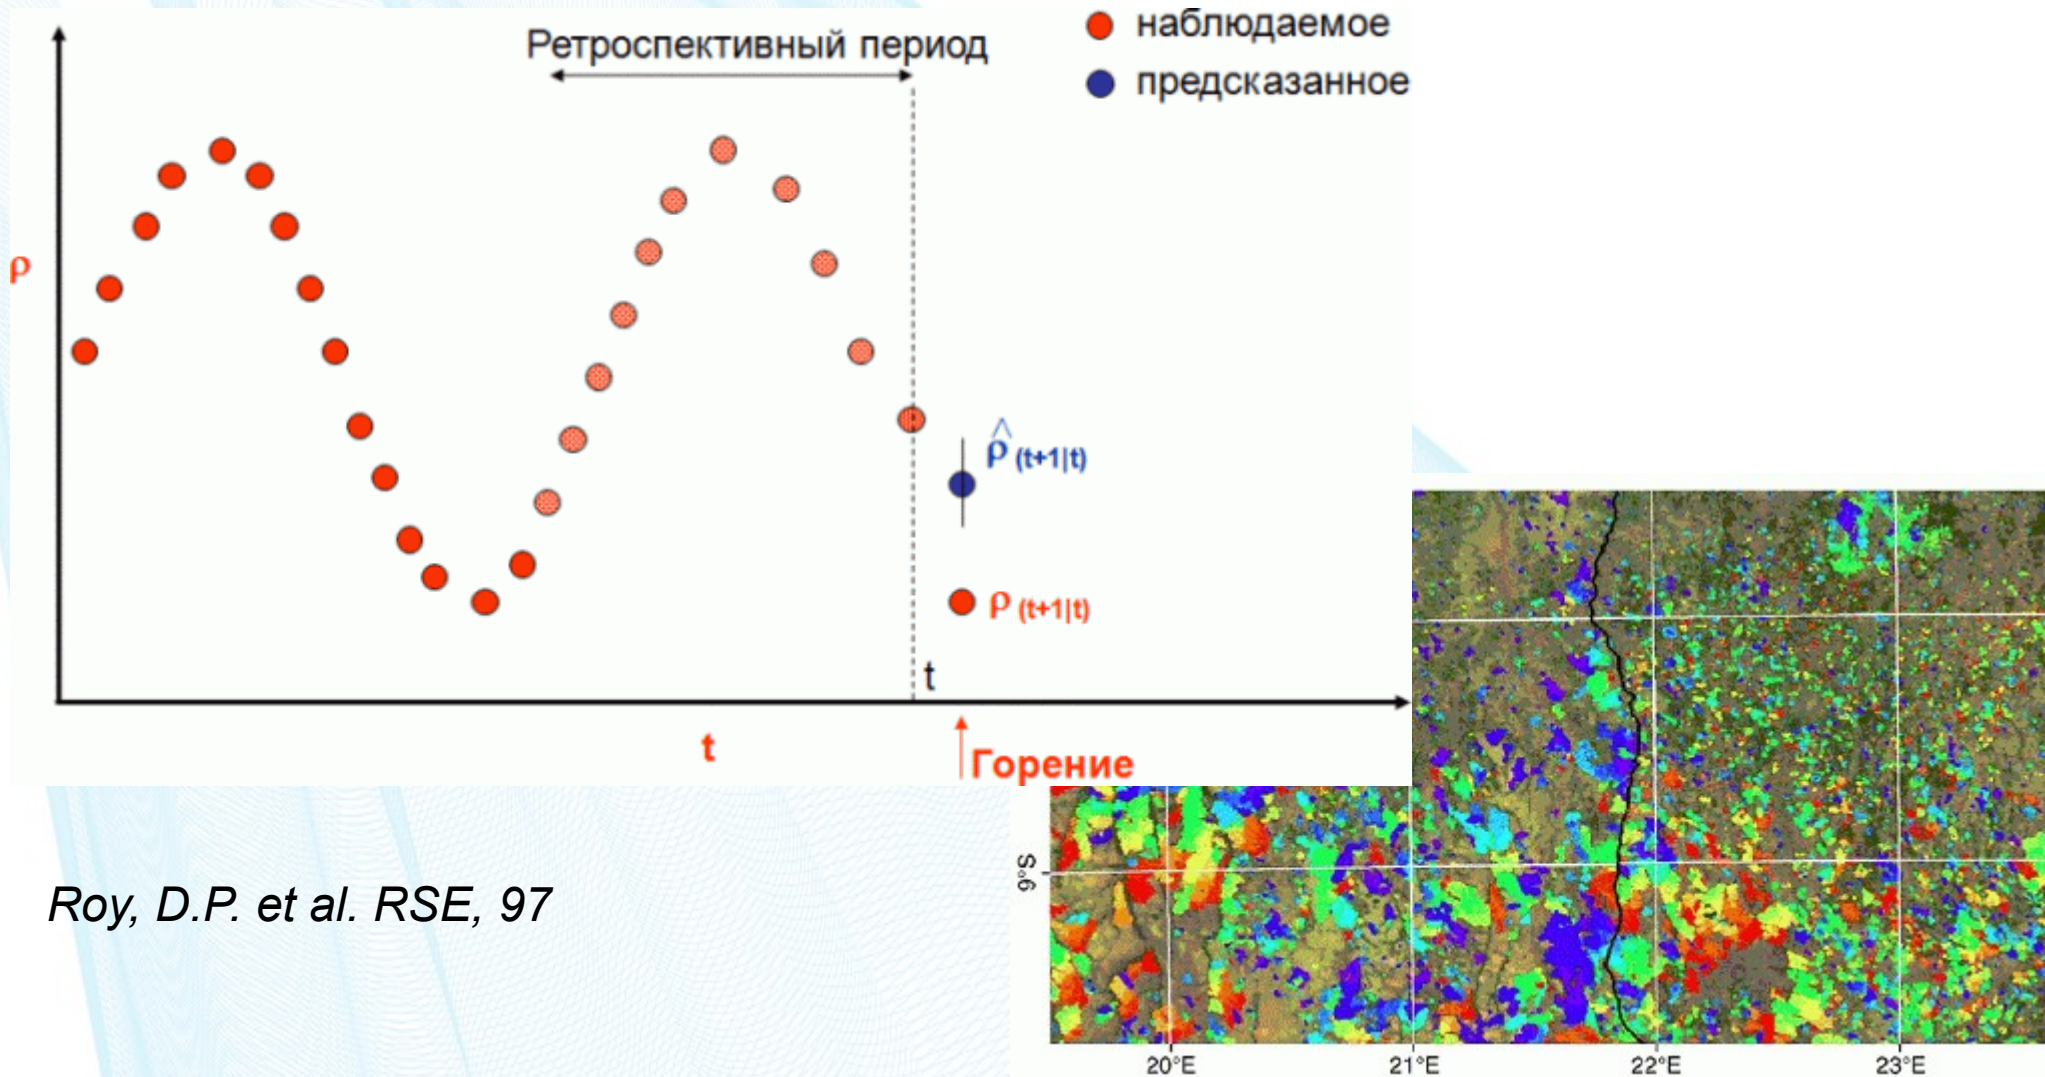 наблюдаемое
Ретроспективный период
предсказанное
ρ
ρ̂ (t+1|t)
ρ (t+1|t)
t
t
Горение
9°S
Roy, D.P. et al. RSE, 97
20°E 21°E 22°E 23°E